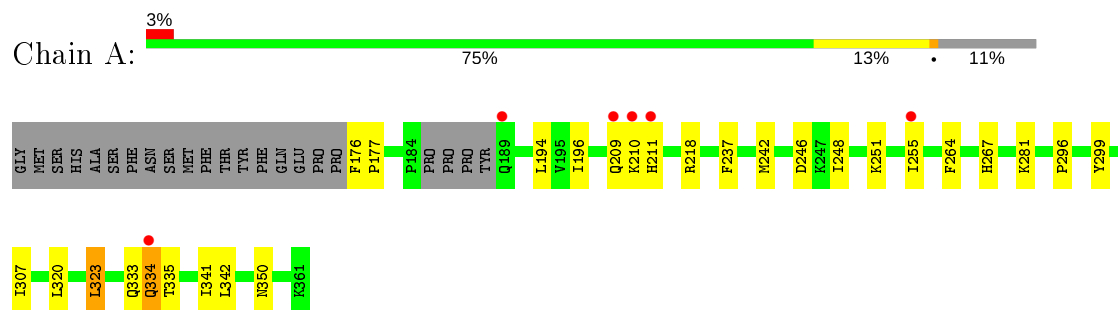 3%
Chain A:
75% 13% • 11%
GLY MET SER HIS ALA SER PHE ASN SER MET PHE THR TYR PHE GLN GLU PRO PRO F176 P177 P184 PRO PRO PRO TYR Q189 L194 V195 I196 Q209 K210 H211 R218 F237 M242 D246 K247 I248 K251 I255 F264 H267 K281 P296 Y299
I307 L320 L323 Q333 Q334 T335 I341 L342 N350 K361